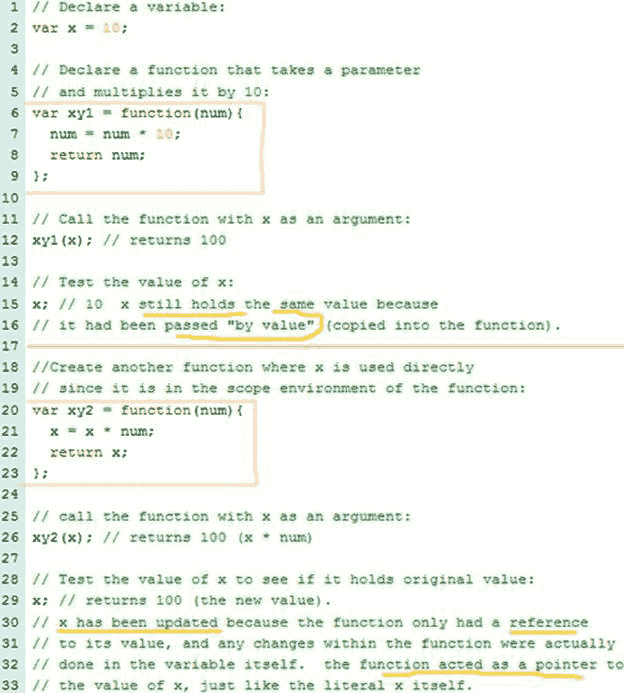 1 // Declare a variable:
2 var x = 10;
3
4 // Declare a function that takes a parameter
5 // and multiplies it by 10:
6 var xy1 = function(num){
7 num = num * 10;
8 return num;
9 };
10
11 // Call the function with x as an argument:
12 xy1(x); // returns 100
13
14 // Test the value of x:
15 x; // 10 x still holds the same value because
16 // it had been passed "by value" (copied into the function).
17
18 //Create another function where x is used directly
19 // since it is in the scope environment of the function:
20 var xy2 = function(num){
21 x = x * num;
22 return x;
23 };
24
25 // call the function with x as an argument:
26 xy2(x); // returns 100 (x * num)
27
28 // Test the value of x to see if it holds original value:
29 x; // returns 100 (the new value).
30 // x has been updated because the function only had a reference
31 // to its value, and any changes within the function were actually
32 // done in the variable itself. the function acted as a pointer to
33 // the value of x, just like the literal x itself.